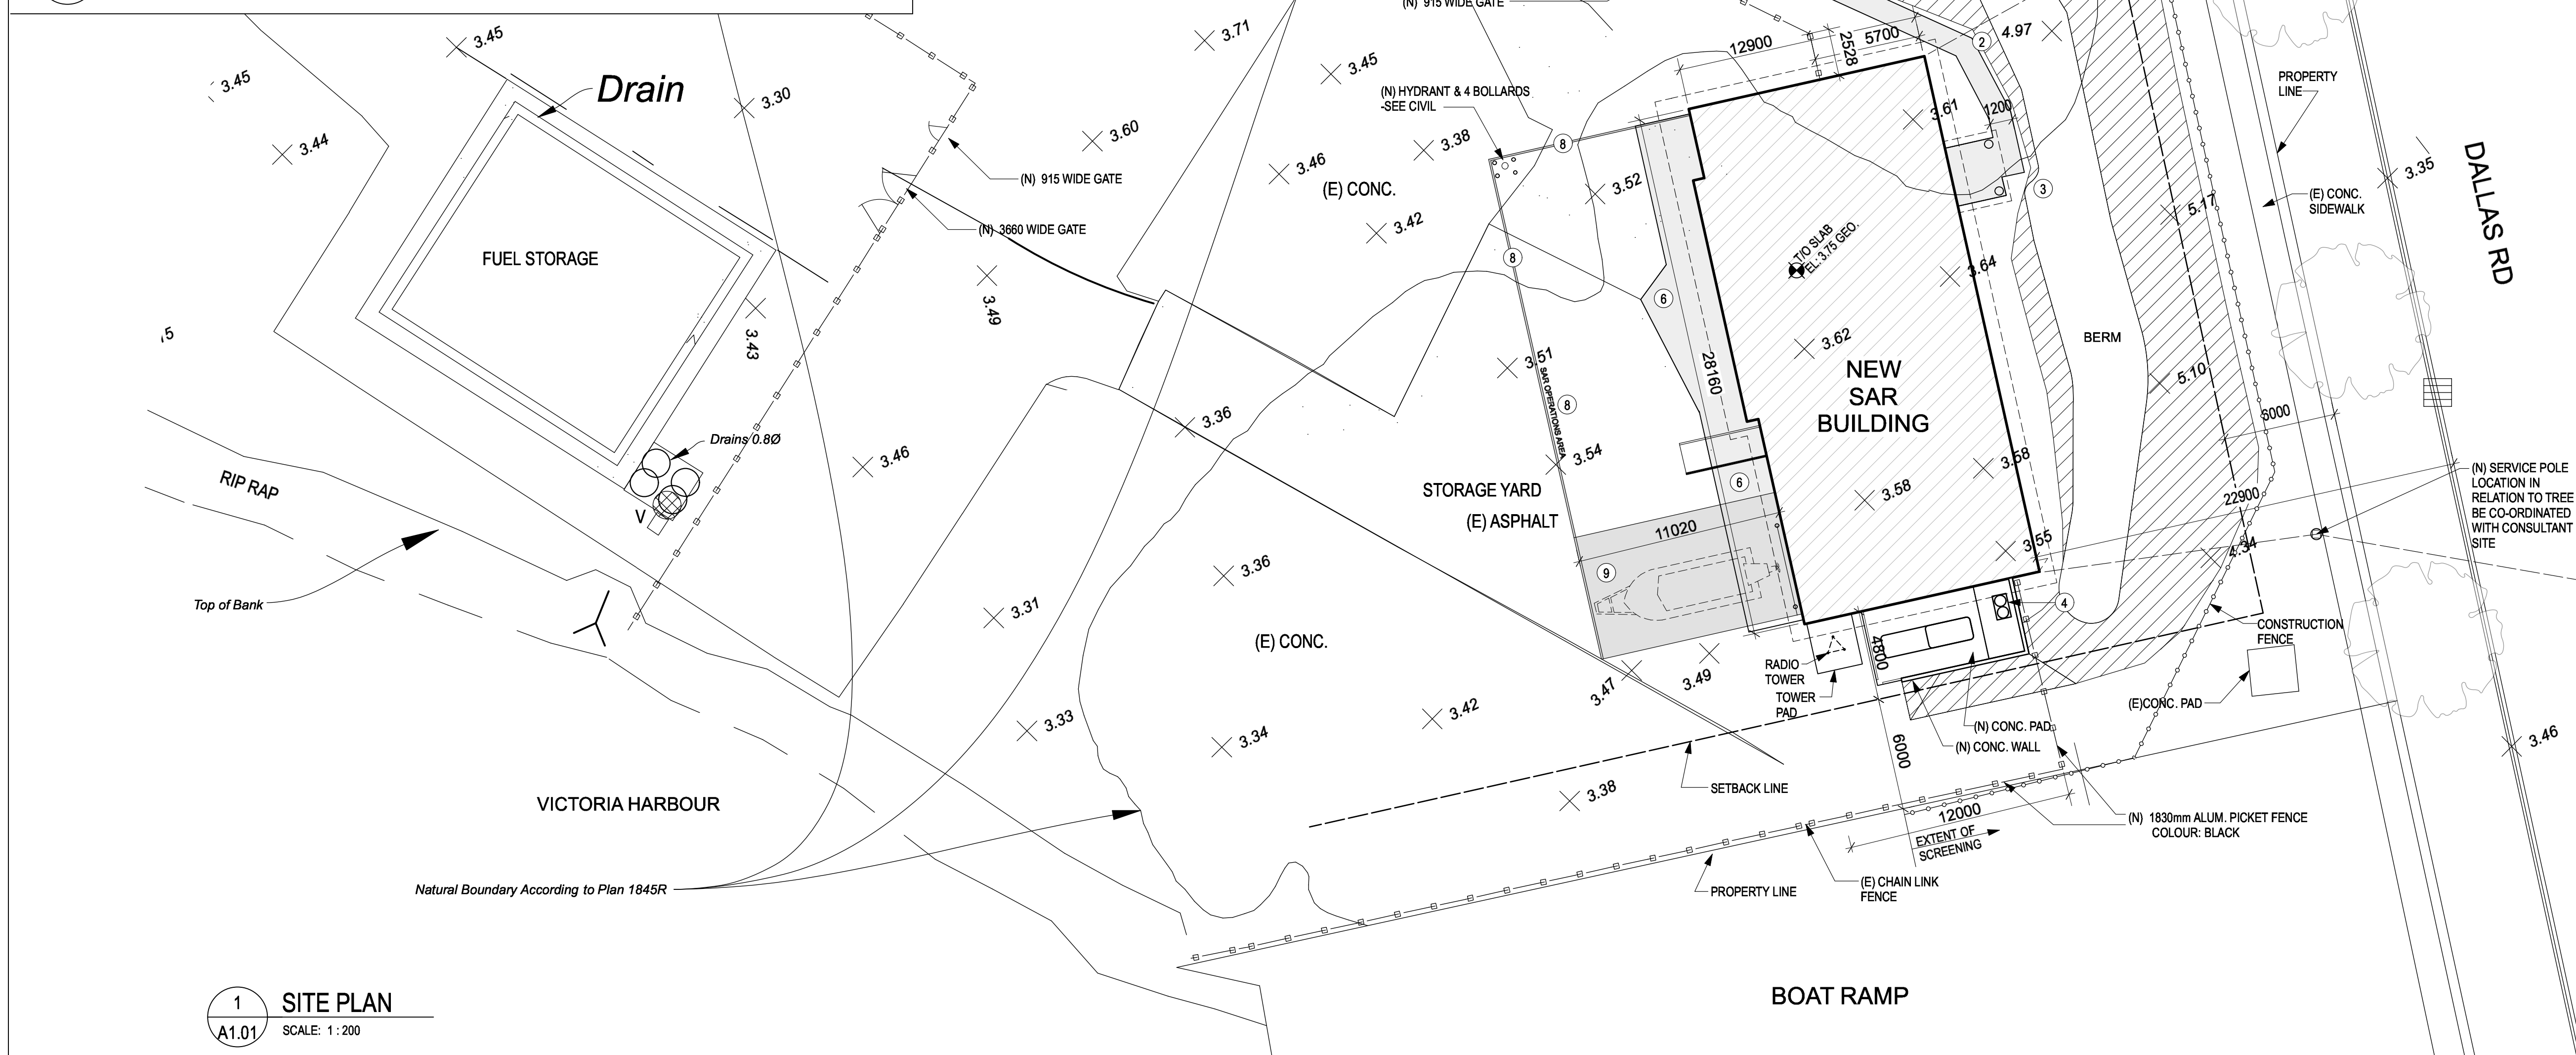 (N) 915 WIDE GATE
3.45
3.45
3.44
3.30
Drain
3.71
3.45
3.60
3.38
3.46
3.42
3.52
(E) CONC.
(N) HYDRANT & 4 BOLLARDS
-SEE CIVIL
12900
2528
5700
2
4.97
3.61
1200
8
3
PROPERTY
LINE
(E) CONC.
SIDEWALK
3.35
DALLAS RD
(N) 915 WIDE GATE
(N) 3660 WIDE GATE
FUEL STORAGE
3.43
3.49
8
6
T/O SLAB
EL: 3.75 GEO.
3.64
5.17
BERM
5.10
3.62
28160
3.51
SAR OPERATIONS AREA
8
NEW
SAR
BUILDING
3.36
3.46
3.54
3.58
3.58
6
6000
22900
STORAGE YARD
(E) ASPHALT
11020
9
3.55
4.34
(N) SERVICE POLE
LOCATION IN
RELATION TO TREE
BE CO-ORDINATED
WITH CONSULTANT
SITE
Drains 0.8Ø
V
RIP RAP
Top of Bank
3.31
3.36
(E) CONC.
3.33
3.34
3.42
3.47
3.49
3.38
4
4800
RADIO
TOWER
TOWER
PAD
CONSTRUCTION
FENCE
(E)CONC. PAD
(N) CONC. PAD
(N) CONC. WALL
6000
3.46
SETBACK LINE
12000
EXTENT OF
SCREENING
(N) 1830mm ALUM. PICKET FENCE
COLOUR: BLACK
VICTORIA HARBOUR
Natural Boundary According to Plan 1845R
PROPERTY LINE
(E) CHAIN LINK
FENCE
BOAT RAMP
1
A1.01
SITE PLAN
SCALE: 1 : 200